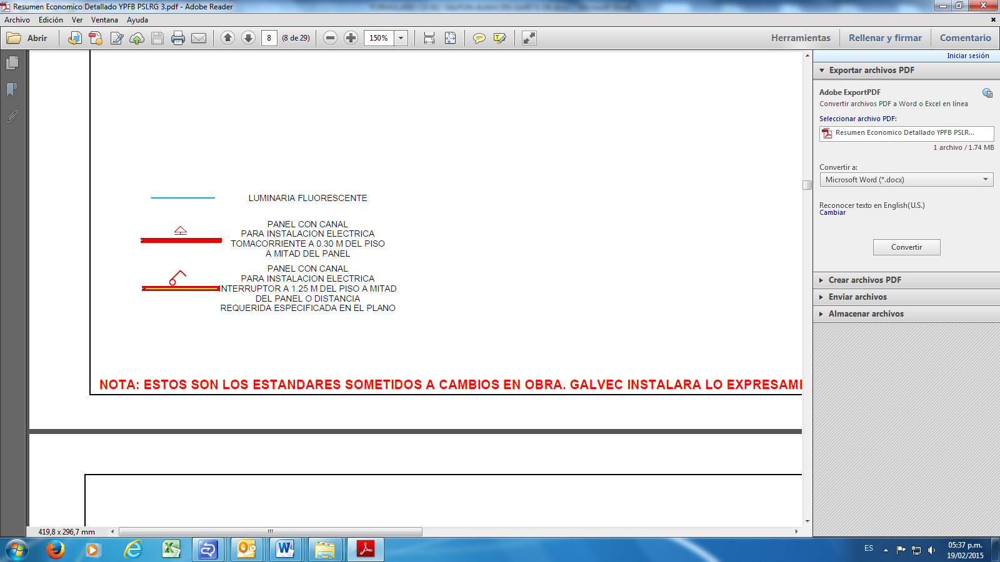 Resumen Economico Detallado YPFB PSLRG 3.pdf - Adobe Reader
Archivo Edición Ver Ventana Ayuda
Abrir 8 (8 de 29) 150% Herramientas Rellenar y firmar Comentario
Iniciar sesión
Exportar archivos PDF
Adobe ExportPDF
Convertir archivos PDF a Word o Excel en línea
Seleccionar archivo PDF:
Resumen Economico Detallado YPFB PSLR...
1 archivo / 1.74 MB
Convertir a:
Microsoft Word (*.docx)
Reconocer texto en English(U.S.)
Cambiar
Convertir
Crear archivos PDF
Enviar archivos
Almacenar archivos
LUMINARIA FLUORESCENTE
PANEL CON CANAL
PARA INSTALACION ELECTRICA
TOMACORRIENTE A 0.30 M DEL PISO
A MITAD DEL PANEL
PANEL CON CANAL
PARA INSTALACION ELECTRICA
INTERRUPTOR A 1.25 M DEL PISO A MITAD
DEL PANEL O DISTANCIA
REQUERIDA ESPECIFICADA EN EL PLANO
NOTA: ESTOS SON LOS ESTANDARES SOMETIDOS A CAMBIOS EN OBRA. GALVEC INSTALARA LO EXPRESAME
419,8 x 296,7 mm
ES
05:37 p.m.
19/02/2015